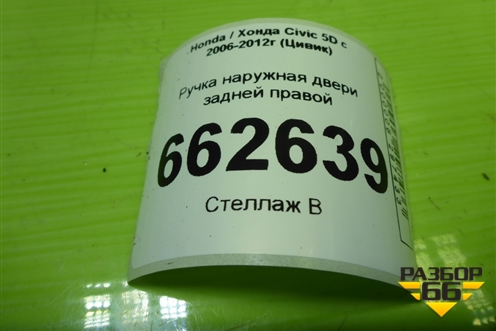 Honda / Хонда Civic 5D с
2006-2012г (Цивик)
Ручка наружная двери
задней правой
662639
Стеллаж В
РАЗБОР
66